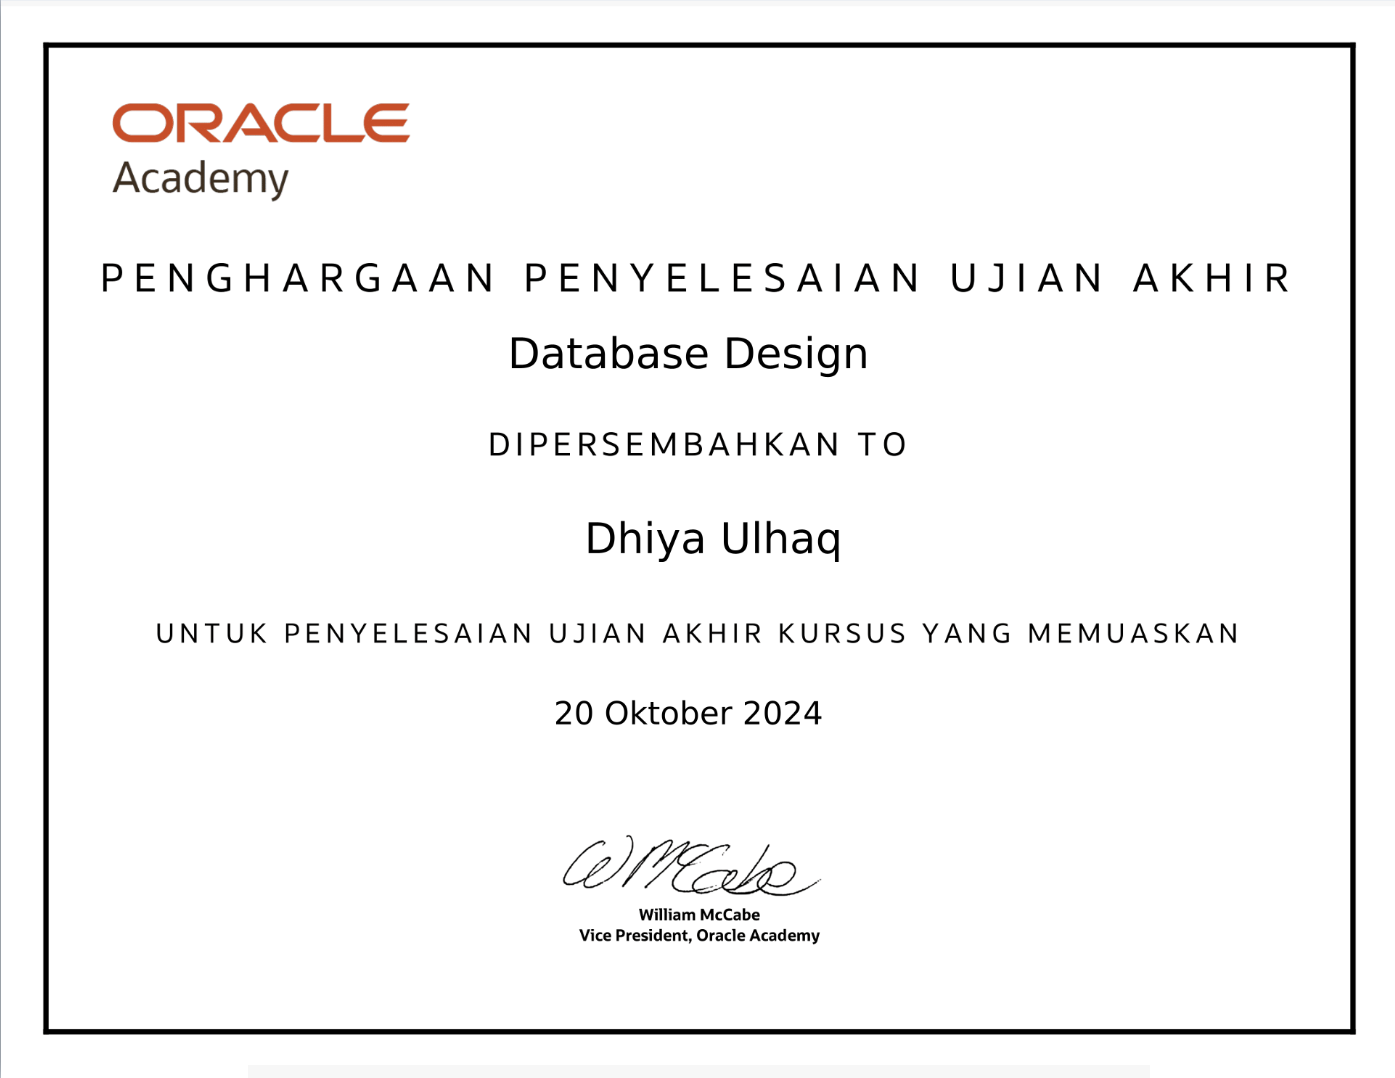 ORACLE
Academy
PENGHARGAAN PENYELESAIAN UJIAN AKHIR
Database Design
DIPERSEMBAHKAN TO
Dhiya Ulhaq
UNTUK PENYELESAIAN UJIAN AKHIR KURSUS YANG MEMUASKAN
20 Oktober 2024
W McCabe
William McCabe
Vice President, Oracle Academy